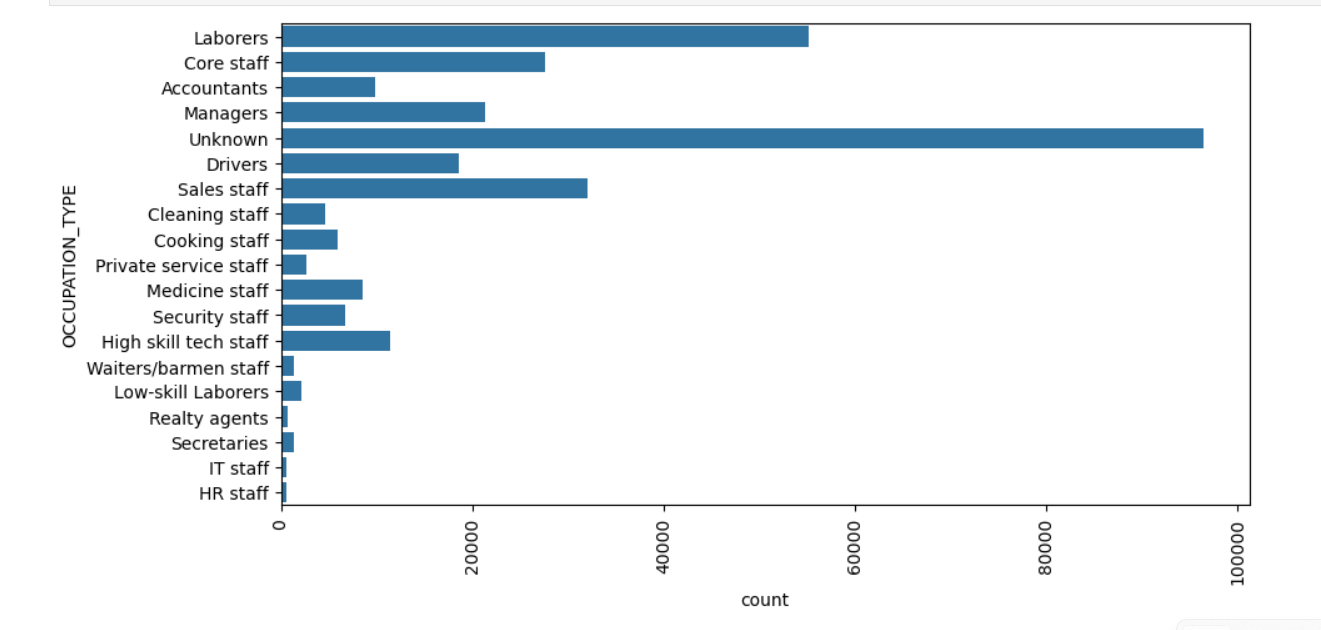 Laborers
Core staff
Accountants
Managers
Unknown
Drivers
Sales staff
Cleaning staff
Cooking staff
Private service staff
Medicine staff
Security staff
High skill tech staff
Waiters/barmen staff
Low-skill Laborers
Realty agents
Secretaries
IT staff
HR staff
OCCUPATION_TYPE
0
20000
40000
60000
80000
100000
count